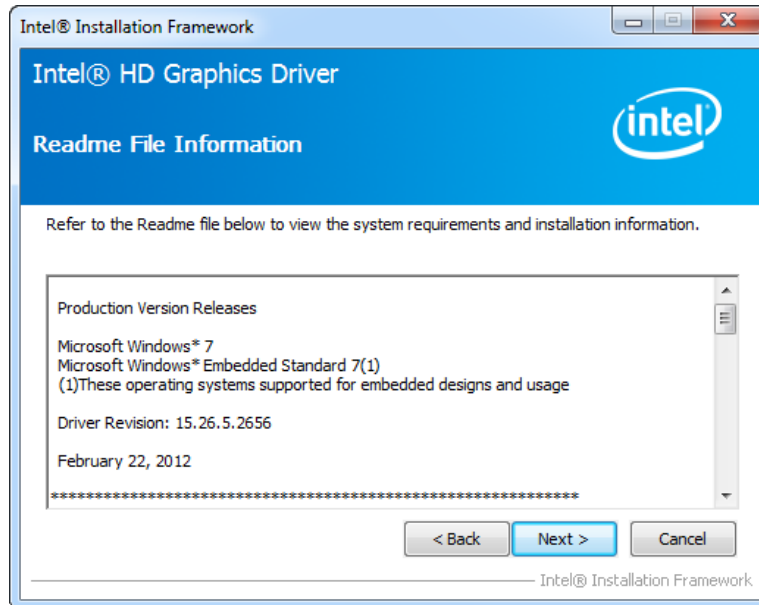 Intel® Installation Framework
Intel® HD Graphics Driver
intel
Readme File Information
Refer to the Readme file below to view the system requirements and installation information.
Production Version Releases
Microsoft Windows* 7
Microsoft Windows* Embedded Standard 7(1)
(1)These operating systems supported for embedded designs and usage
Driver Revision: 15.26.5.2656
February 22, 2012
************************************************************
< Back Next > Cancel
Intel® Installation Framework